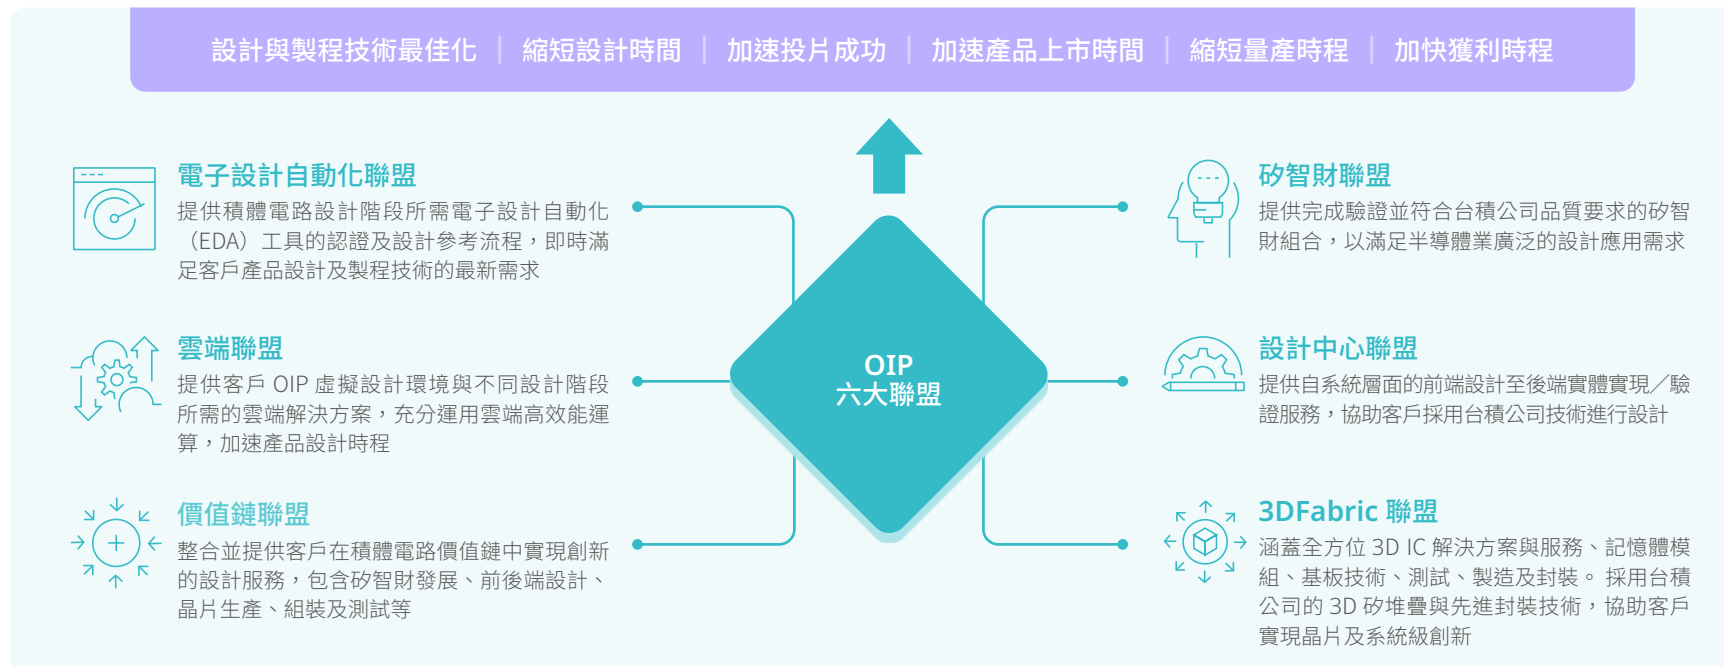 設計與製程技術最佳化｜縮短設計時間｜加速投片成功｜加速產品上市時間｜縮短量產時程｜加快獲利時程
電子設計自動化聯盟
提供積體電路設計階段所需電子設計自動化
（EDA）工具的認證及設計參考流程，即時滿
足客戶產品設計及製程技術的最新需求
雲端聯盟
提供客戶 OIP 虛擬設計環境與不同設計階段
所需的雲端解決方案，充分運用雲端高效能運
算，加速產品設計時程
價值鏈聯盟
整合並提供客戶在積體電路價值鏈中實現創新
的設計服務，包含矽智財發展、前後端設計、
晶片生產、組裝及測試等
OIP
六大聯盟
矽智財聯盟
提供完成驗證並符合台積公司品質要求的矽智
財組合，以滿足半導體業廣泛的設計應用需求
設計中心聯盟
提供自系統層面的前端設計至後端實體實現／驗
證服務，協助客戶採用台積公司技術進行設計
3DFabric 聯盟
涵蓋全方位 3D IC 解決方案與服務、記憶體模
組、基板技術、測試、製造及封裝。 採用台積
公司的 3D 矽堆疊與先進封裝技術，協助客戶
實現晶片及系統級創新